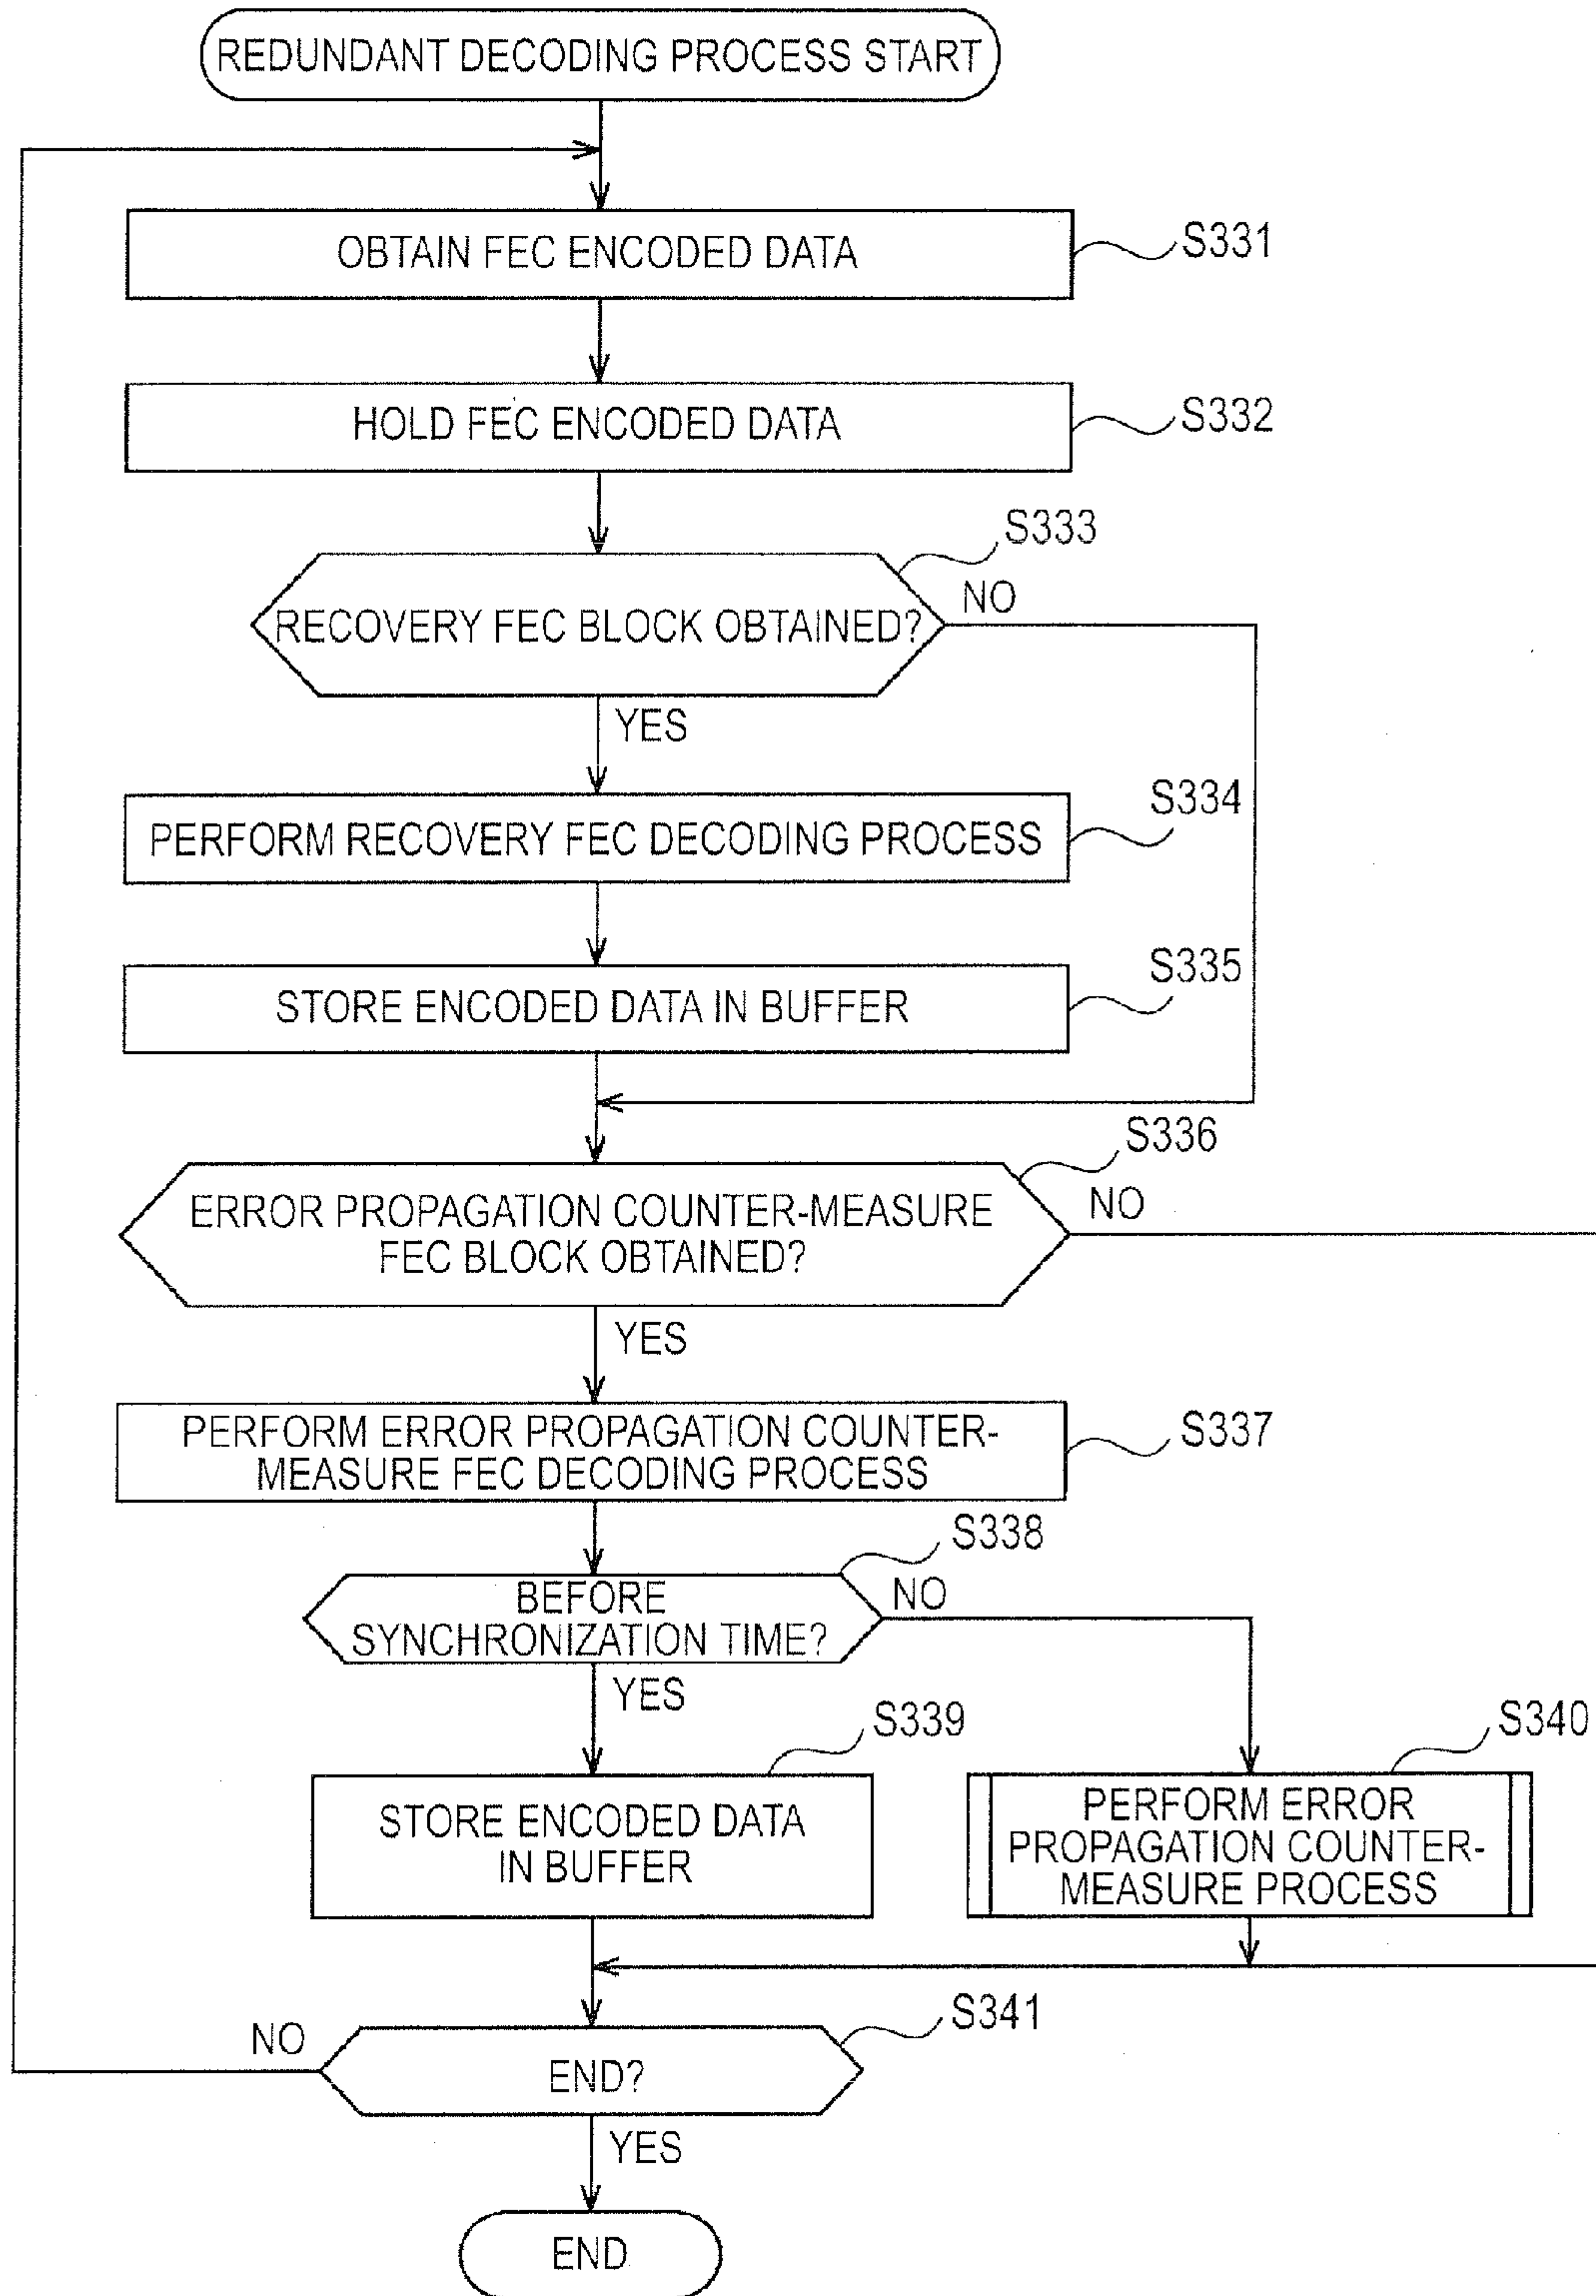 REDUNDANT DECODING PROCESS START
OBTAIN FEC ENCODED DATA
S331
HOLD FEC ENCODED DATA
S332
S333
RECOVERY FEC BLOCK OBTAINED?
NO
YES
S334
PERFORM RECOVERY FEC DECODING PROCESS
S335
STORE ENCODED DATA IN BUFFER
S336
ERROR PROPAGATION COUNTER-MEASURE
FEC BLOCK OBTAINED?
NO
YES
PERFORM ERROR PROPAGATION COUNTER-
MEASURE FEC DECODING PROCESS
S337
S338
BEFORE
SYNCHRONIZATION TIME?
NO
YES
S339
STORE ENCODED DATA
IN BUFFER
S340
PERFORM ERROR
PROPAGATION COUNTER-
MEASURE PROCESS
S341
NO
END?
YES
END